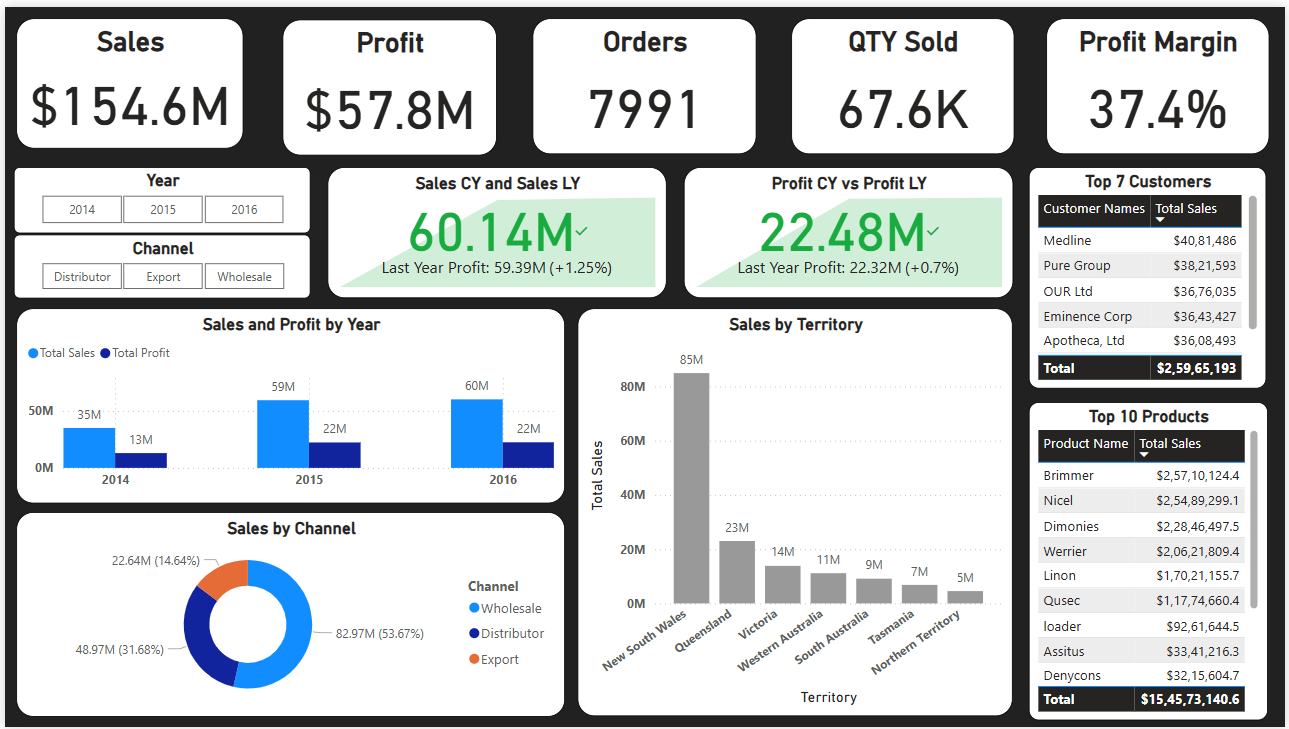 Sales
$154.6M
Profit
$57.8M
Orders
7991
QTY Sold
67.6K
Profit Margin
37.4%
Year
2014 2015 2016
Channel
Distributor Export Wholesale
Sales CY and Sales LY
60.14M
Last Year Profit: 59.39M (+1.25%)
Profit CY vs Profit LY
22.48M
Last Year Profit: 22.32M (+0.7%)
Top 7 Customers
Customer Names Total Sales
Medline $40,81,486
Pure Group $38,21,593
OUR Ltd $36,76,035
Eminence Corp $36,43,427
Apotheca, Ltd $36,08,493
Total $2,59,65,193
Sales and Profit by Year
Total Sales Total Profit
50M
0M
35M
13M
59M
22M
60M
22M
2014 2015 2016
Sales by Channel
22.64M (14.64%)
82.97M (53.67%)
48.97M (31.68%)
Channel
Wholesale
Distributor
Export
Sales by Territory
Total Sales
80M
60M
40M
20M
0M
85M
23M
14M
11M
9M
7M
5M
New South Wales
Queensland
Victoria
Western Australia
South Australia
Tasmania
Northern Territory
Territory
Top 10 Products
Product Name Total Sales
Brimmer $2,57,10,124.4
Nicel $2,54,89,299.1
Dimonies $2,28,46,497.5
Werrier $2,06,21,809.4
Linon $1,70,21,155.7
Qusec $1,17,74,660.4
loader $92,61,644.5
Assitus $33,41,216.3
Denycons $32,15,604.7
Total $15,45,73,140.6